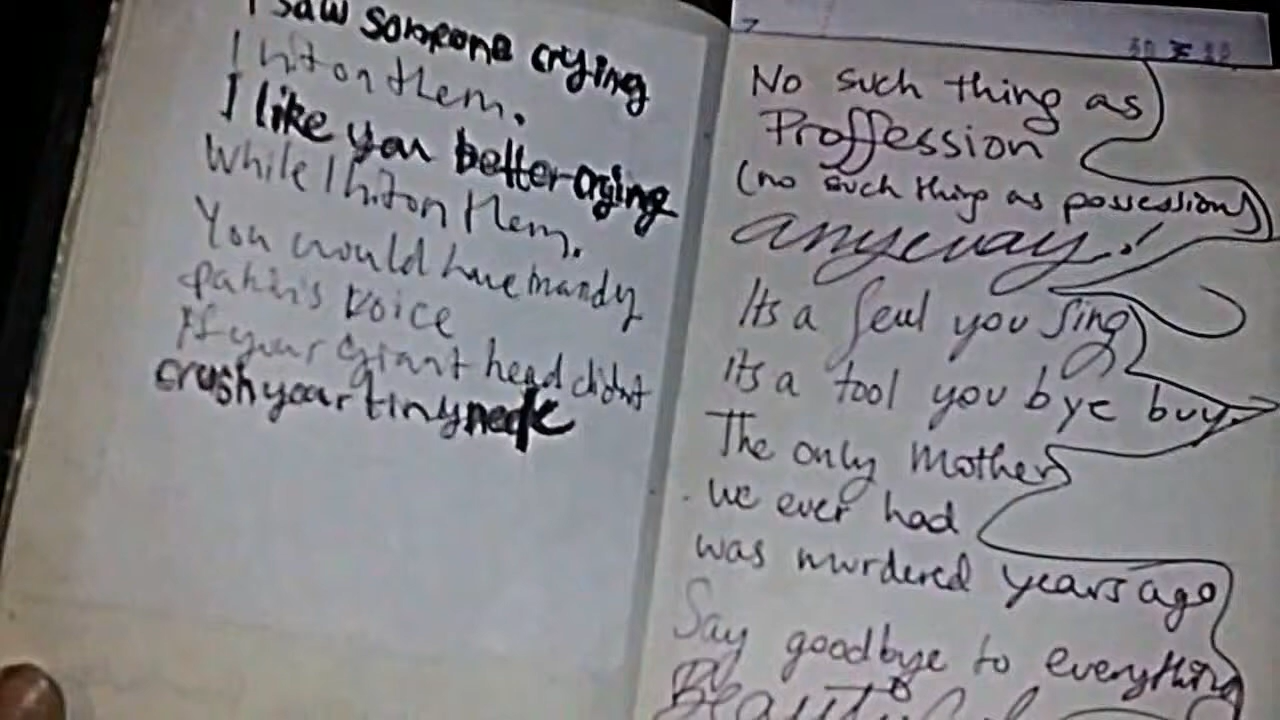 I saw someone crying
I hit on them.
I like you better crying
While I hit on them.
You would have mandy
patin's voice
If your giant head didnt
crush your tiny neck
No such thing as
Proffession
(no such thing as possession)
anyway!
Its a you sing
Its a tool you bye buy
The only Mother
we ever had
was murdered years ago
Say goodbye to everything
Beautiful